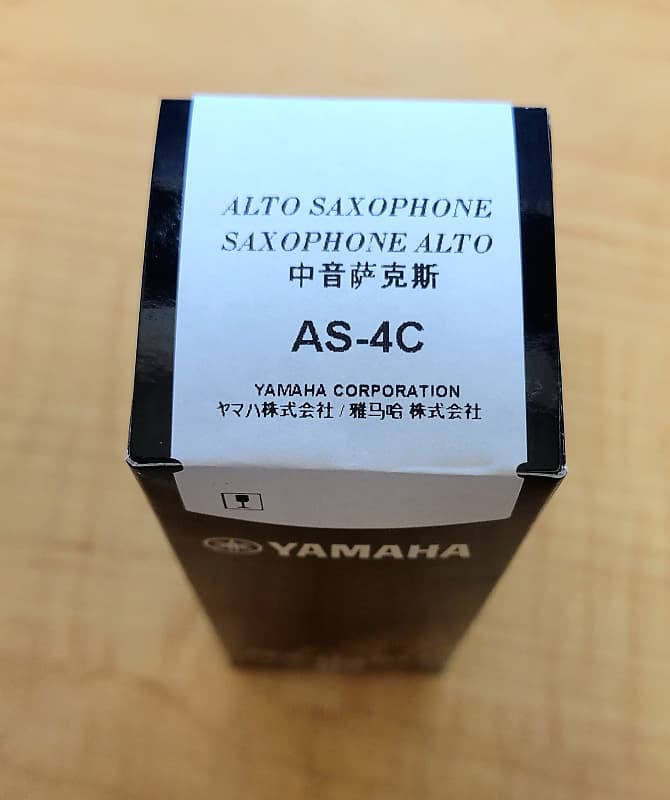 ALTO SAXOPHONE
SAXOPHONE ALTO
中音萨克斯
AS-4C
YAMAHA CORPORATION
ヤマハ株式会社 / 雅马哈 株式会社
YAMAHA